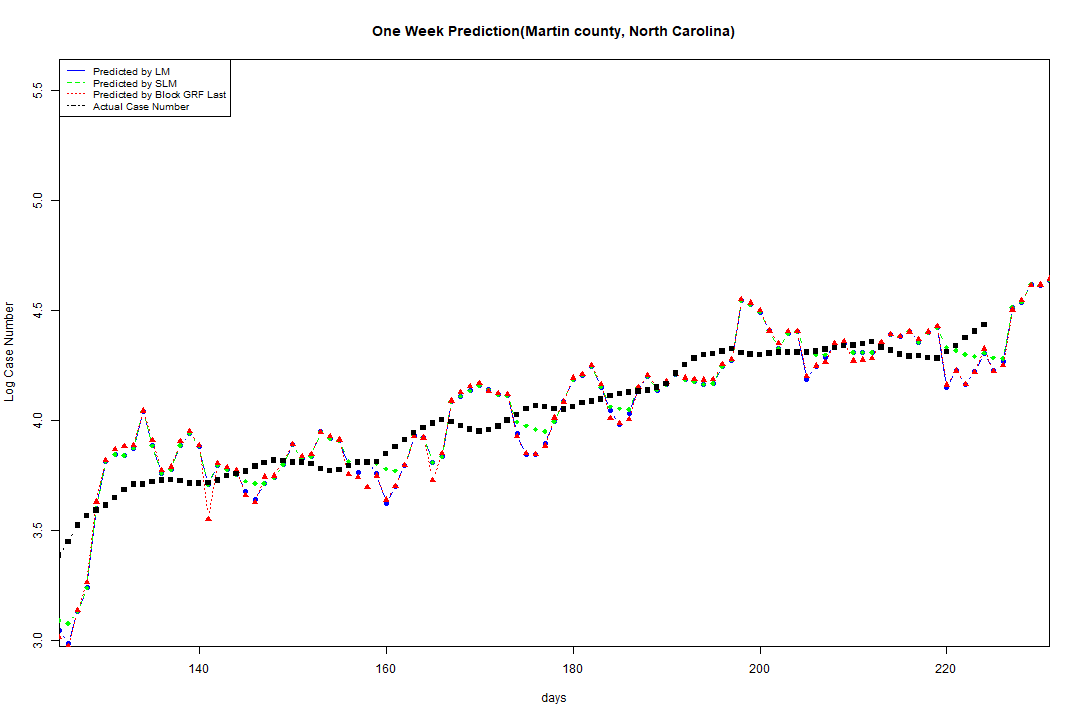 One Week Prediction(Martin county, North Carolina)
Predicted by LM
Predicted by SLM
Predicted by Block GRF Last
Actual Case Number
5.5
5.0
4.5
4.0
3.5
3.0
Log Case Number
140 160 180 200 220
days